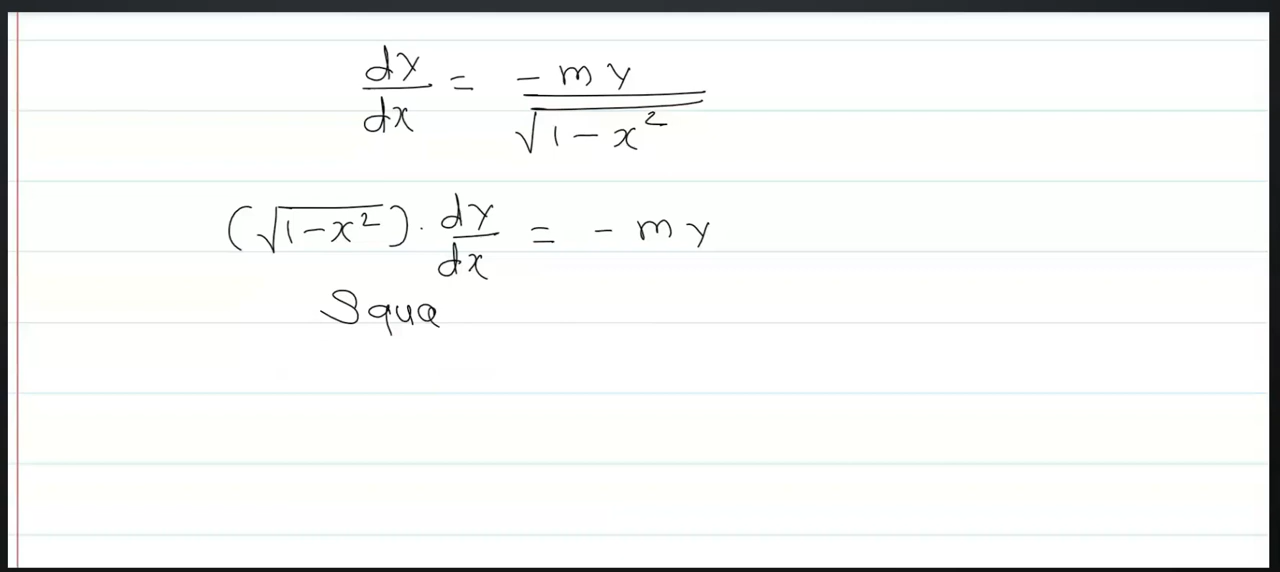 dy/dx = -my/√(1-x²)
(√(1-x²)) · dy/dx = -my
Squa